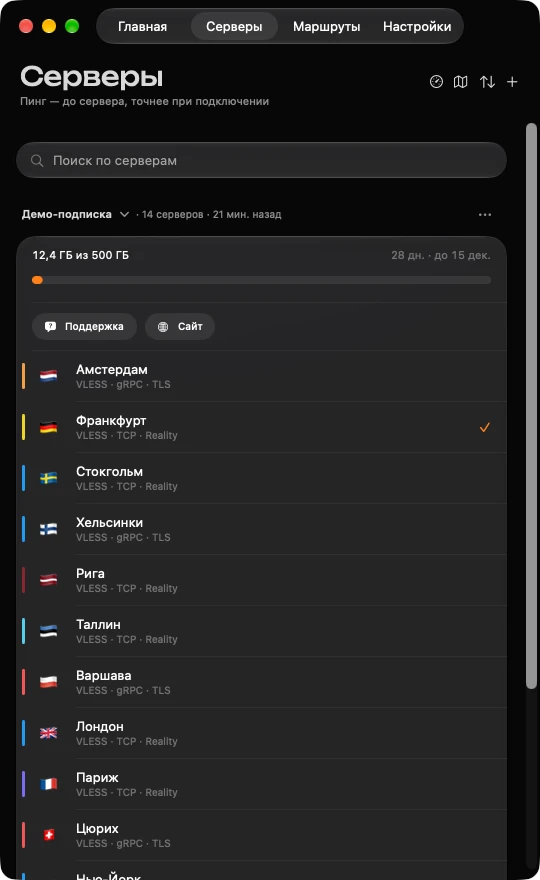 Главная Серверы Маршруты Настройки
Серверы
Пинг — до сервера, точнее при подключении
Поиск по серверам
Демо-подписка · 14 серверов · 21 мин. назад
12,4 ГБ из 500 ГБ 28 дн. · до 15 дек.
Поддержка Сайт
Амстердам
VLESS · gRPC · TLS
Франкфурт
VLESS · TCP · Reality
Стокгольм
VLESS · TCP · Reality
Хельсинки
VLESS · gRPC · TLS
Рига
VLESS · TCP · Reality
Таллин
VLESS · TCP · Reality
Варшава
VLESS · gRPC · TLS
Лондон
VLESS · TCP · Reality
Париж
VLESS · TCP · Reality
Цюрих
VLESS · gRPC · TLS
Нью-Йорк